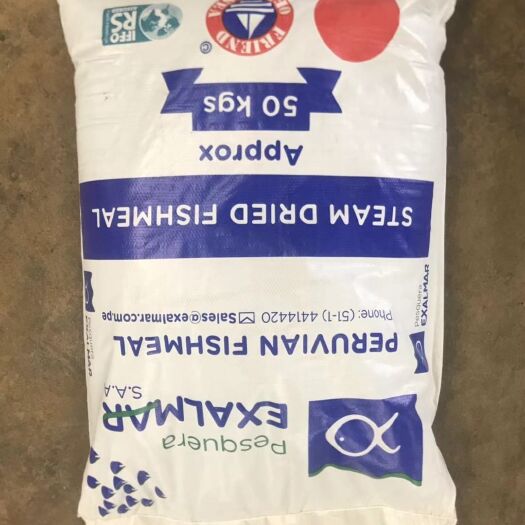 Pesquera
EXALMAR
S.A.A
PERUVIAN FISHMEAL
Phone: (51-1) 4414420 Sales@exalmar.com.pe
Pesquera
EXALMAR
STEAM DRIED FISHMEAL
Approx
50 kgs
FRIEND
OF
©
IFFO
RS